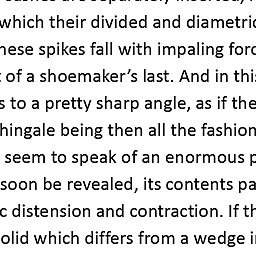 which their divided and diametric
hese spikes fall with impaling forc
of a shoemaker's last. And in this
s to a pretty sharp angle, as if the
hingale being then all the fashion
seem to speak of an enormous p
soon be revealed, its contents pa
c distension and contraction. If th
olid which differs from a wedge i